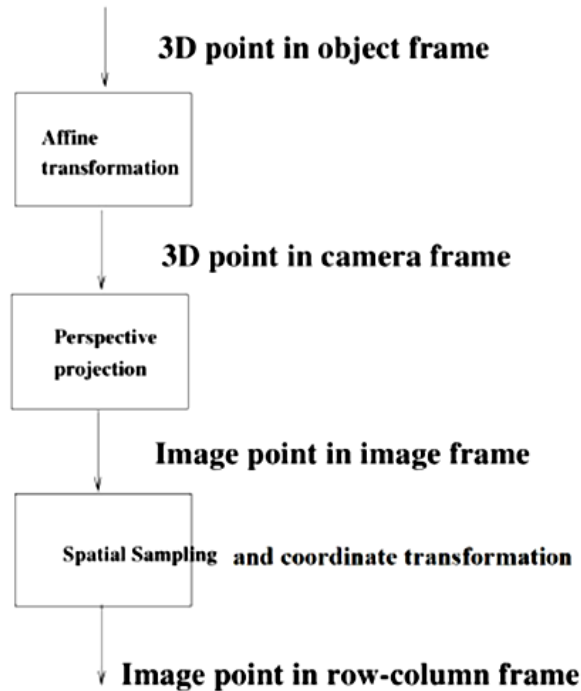 3D point in object frame
Affine
transformation
3D point in camera frame
Perspective
projection
Image point in image frame
Spatial Sampling and coordinate transformation
Image point in row-column frame